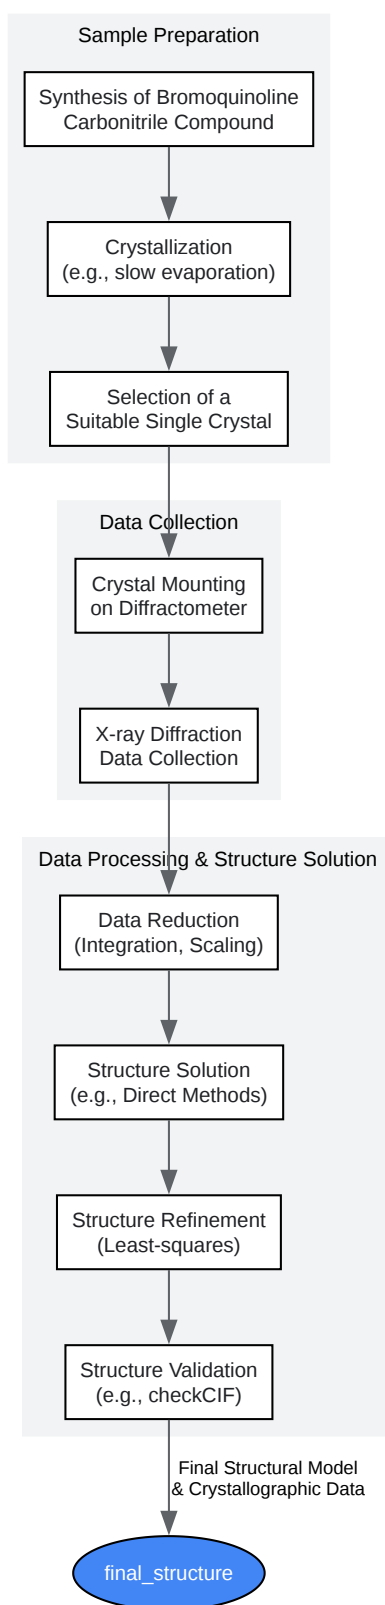 Sample Preparation
Synthesis of Bromoquinoline
Carbonitrile Compound
Crystallization
(e.g., slow evaporation)
Selection of a
Suitable Single Crystal
Data Collection
Crystal Mounting
on Diffractometer
X-ray Diffraction
Data Collection
Data Processing & Structure Solution
Data Reduction
(Integration, Scaling)
Structure Solution
(e.g., Direct Methods)
Structure Refinement
(Least-squares)
Structure Validation
(e.g., checkCIF)
Final Structural Model
& Crystallographic Data
final_structure